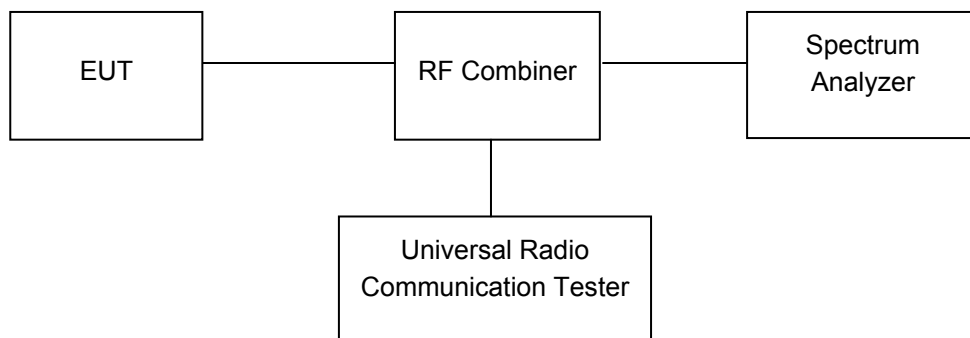 EUT
RF Combiner
Spectrum
Analyzer
Universal Radio
Communication Tester